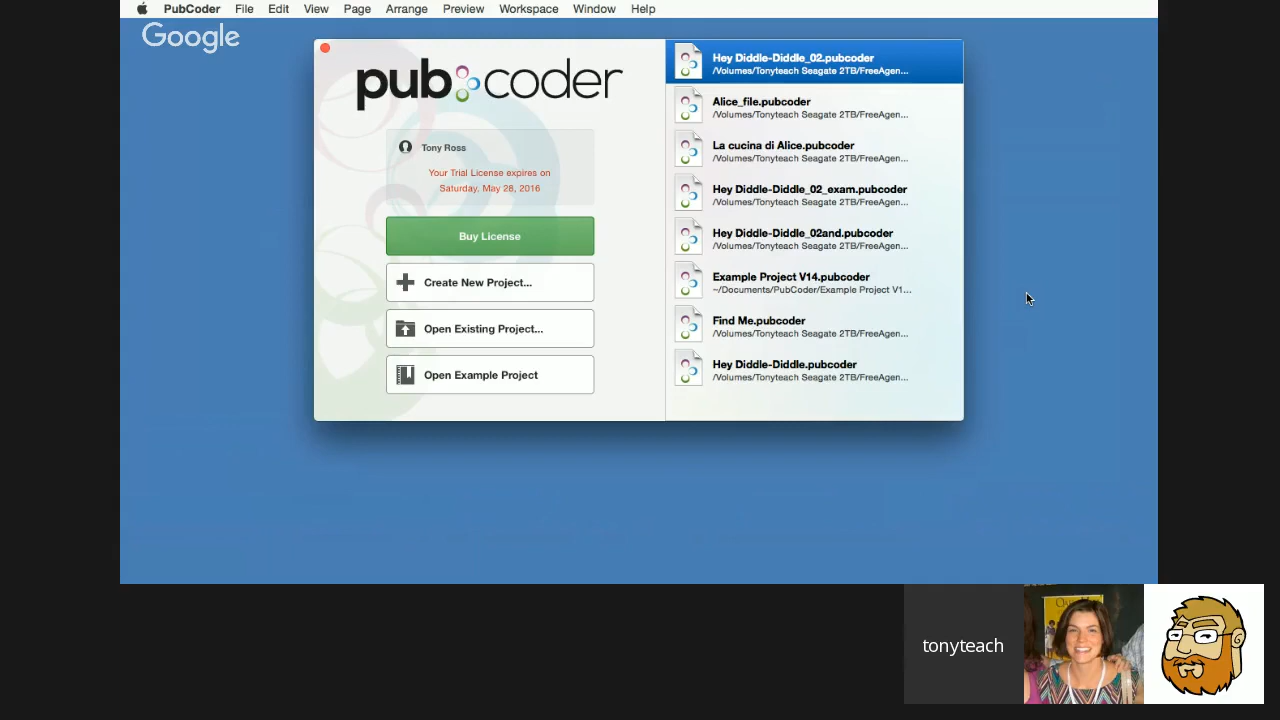 PubCoder File Edit View Page Arrange Preview Workspace Window Help
Google
pub coder
Tony Ross
Your Trial License expires on
Saturday, May 28, 2016
Buy License
Create New Project...
Open Existing Project...
Open Example Project
Hey Diddle-Diddle_02.pubcoder
/Volumes/Tonyteach Seagate 2TB/FreeAgen...
Alice_file.pubcoder
/Volumes/Tonyteach Seagate 2TB/FreeAgen...
La cucina di Alice.pubcoder
/Volumes/Tonyteach Seagate 2TB/FreeAgen...
Hey Diddle-Diddle_02_exam.pubcoder
/Volumes/Tonyteach Seagate 2TB/FreeAgen...
Hey Diddle-Diddle_02and.pubcoder
/Volumes/Tonyteach Seagate 2TB/FreeAgen...
Example Project V14.pubcoder
~/Documents/PubCoder/Example Project V1...
Find Me.pubcoder
/Volumes/Tonyteach Seagate 2TB/FreeAgen...
Hey Diddle-Diddle.pubcoder
/Volumes/Tonyteach Seagate 2TB/FreeAgen...
tonyteach